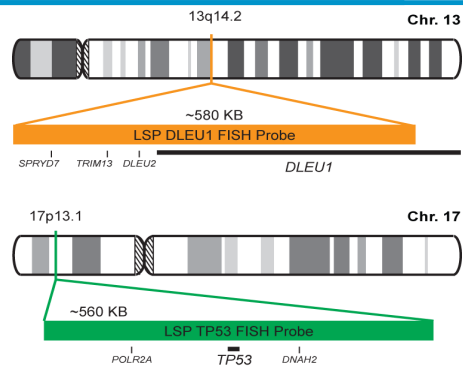 13q14.2
Chr. 13
~580 KB
LSP DLEU1 FISH Probe
SPRYD7 TRIM13 DLEU2
DLEU1
17p13.1
Chr. 17
~560 KB
LSP TP53 FISH Probe
POLR2A TP53 DNAH2